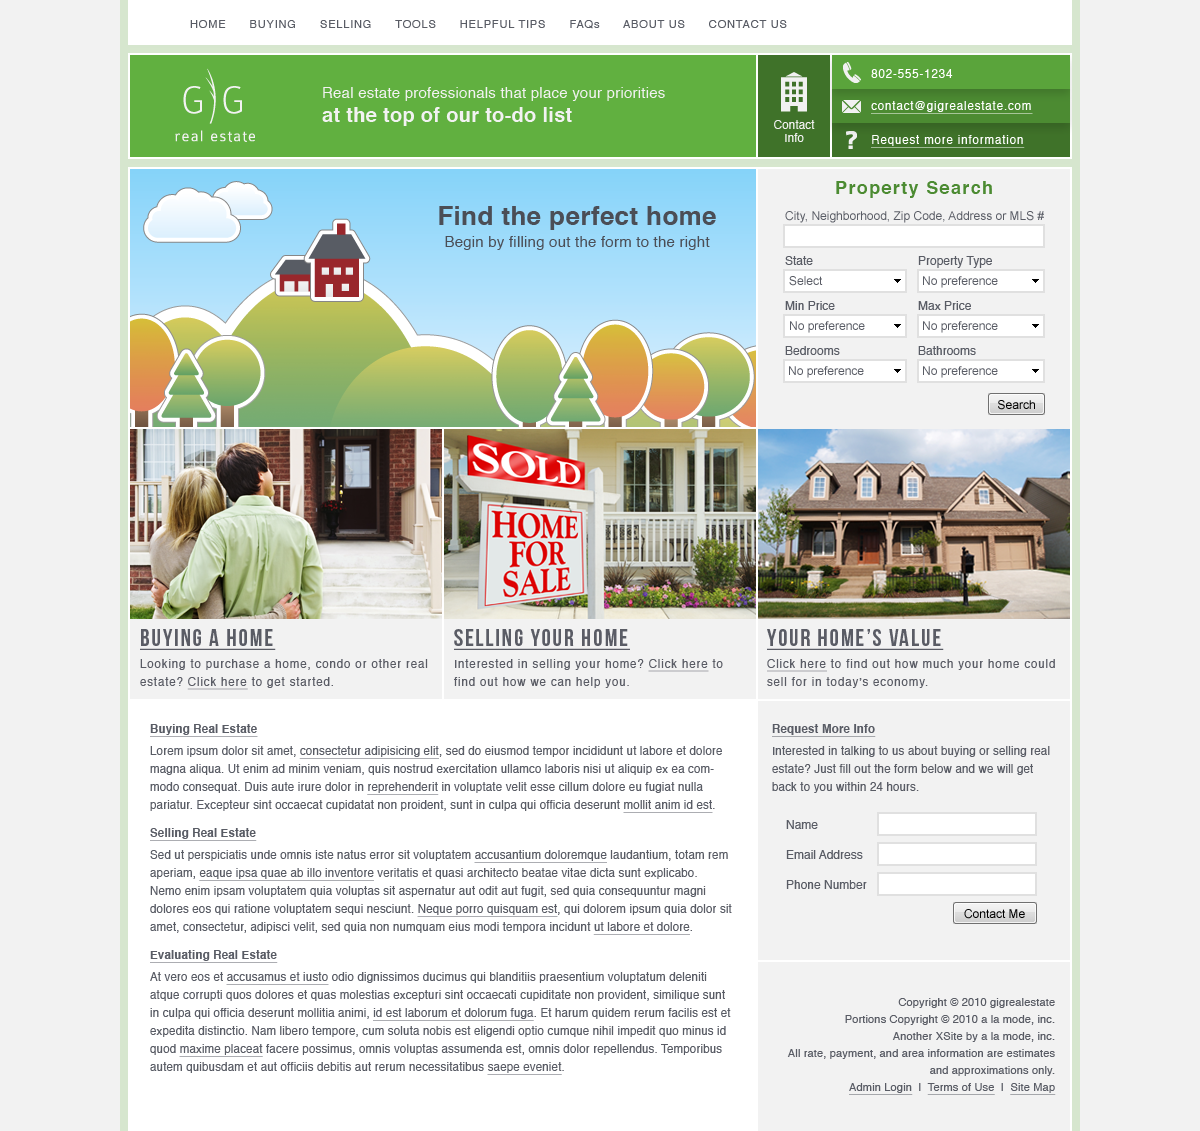 HOME BUYING SELLING TOOLS HELPFUL TIPS FAQs ABOUT US CONTACT US
G G
real estate
Real estate professionals that place your priorities
at the top of our to-do list
Contact
Info
802-555-1234
contact@gigrealestate.com
? Request more information
Find the perfect home
Begin by filling out the form to the right
Property Search
City, Neighborhood, Zip Code, Address or MLS #
State Property Type
Select No preference
Min Price Max Price
No preference No preference
Bedrooms Bathrooms
No preference No preference
Search
SOLD
HOME
FOR
SALE
BUYING A HOME
Looking to purchase a home, condo or other real
estate? Click here to get started.
SELLING YOUR HOME
Interested in selling your home? Click here to
find out how we can help you.
YOUR HOME'S VALUE
Click here to find out how much your home could
sell for in today's economy.
Buying Real Estate
Lorem ipsum dolor sit amet, consectetur adipisicing elit, sed do eiusmod tempor incididunt ut labore et dolore
magna aliqua. Ut enim ad minim veniam, quis nostrud exercitation ullamco laboris nisi ut aliquip ex ea com-
modo consequat. Duis aute irure dolor in reprehenderit in voluptate velit esse cillum dolore eu fugiat nulla
pariatur. Excepteur sint occaecat cupidatat non proident, sunt in culpa qui officia deserunt mollit anim id est.
Selling Real Estate
Sed ut perspiciatis unde omnis iste natus error sit voluptatem accusantium doloremque laudantium, totam rem
aperiam, eaque ipsa quae ab illo inventore veritatis et quasi architecto beatae vitae dicta sunt explicabo.
Nemo enim ipsam voluptatem quia voluptas sit aspernatur aut odit aut fugit, sed quia consequuntur magni
dolores eos qui ratione voluptatem sequi nesciunt. Neque porro quisquam est, qui dolorem ipsum quia dolor sit
amet, consectetur, adipisci velit, sed quia non numquam eius modi tempora incidunt ut labore et dolore.
Evaluating Real Estate
At vero eos et accusamus et iusto odio dignissimos ducimus qui blanditiis praesentium voluptatum deleniti
atque corrupti quos dolores et quas molestias excepturi sint occaecati cupiditate non provident, similique sunt
in culpa qui officia deserunt mollitia animi, id est laborum et dolorum fuga. Et harum quidem rerum facilis est et
expedita distinctio. Nam libero tempore, cum soluta nobis est eligendi optio cumque nihil impedit quo minus id
quod maxime placeat facere possimus, omnis voluptas assumenda est, omnis dolor repellendus. Temporibus
autem quibusdam et aut officiis debitis aut rerum necessitatibus saepe eveniet.
Request More Info
Interested in talking to us about buying or selling real
estate? Just fill out the form below and we will get
back to you within 24 hours.
Name
Email Address
Phone Number
Contact Me
Copyright © 2010 gigrealestate
Portions Copyright © 2010 a la mode, inc.
Another XSite by a la mode, inc.
All rate, payment, and area information are estimates
and approximations only.
Admin Login | Terms of Use | Site Map